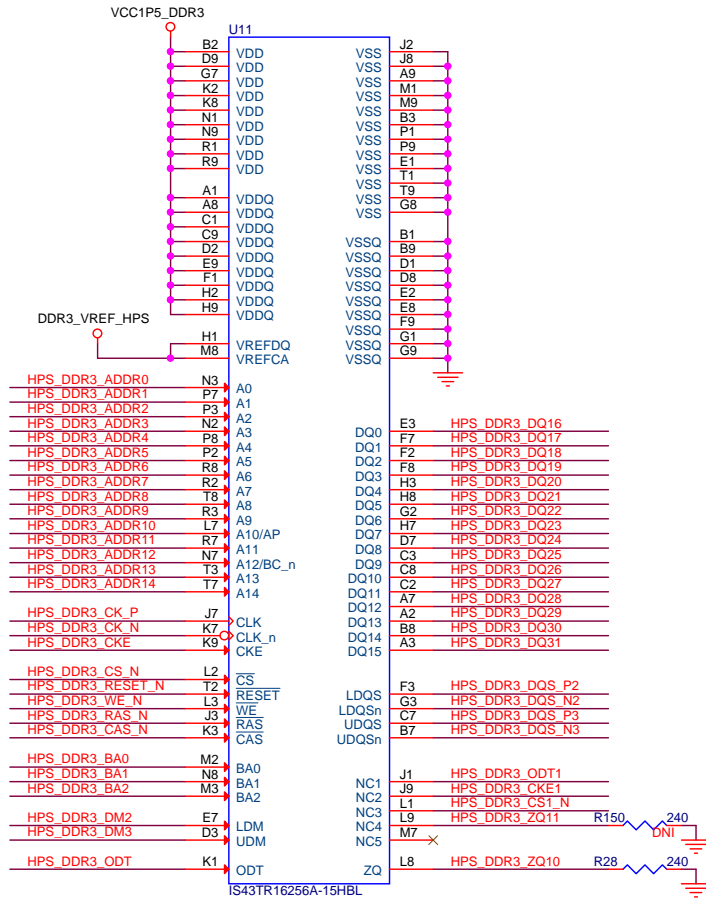 VCC1P5_DDR3
U11
B2 VDD VSS J2
D9 VDD VSS J8
G7 VDD VSS A9
K2 VDD VSS M1
K8 VDD VSS M9
N1 VDD VSS B3
N9 VDD VSS P1
R1 VDD VSS P9
R9 VDD VSS E1
VSS T1
A1 VDDQ VSS T9
A8 VDDQ VSS G8
C1 VDDQ
C9 VDDQ VSSQ B1
D2 VDDQ VSSQ B9
E9 VDDQ VSSQ D1
F1 VDDQ VSSQ D8
H2 VDDQ VSSQ E2
H9 VDDQ VSSQ E8
DDR3_VREF_HPS VSSQ F9
H1 VREFDQ VSSQ G1
M8 VREFCA VSSQ G9
HPS_DDR3_ADDR0 N3 A0
HPS_DDR3_ADDR1 P7 A1
HPS_DDR3_ADDR2 P3 A2
HPS_DDR3_ADDR3 N2 A3 DQ0 E3 HPS_DDR3_DQ16
HPS_DDR3_ADDR4 P8 A4 DQ1 F7 HPS_DDR3_DQ17
HPS_DDR3_ADDR5 P2 A5 DQ2 F2 HPS_DDR3_DQ18
HPS_DDR3_ADDR6 R8 A6 DQ3 F8 HPS_DDR3_DQ19
HPS_DDR3_ADDR7 R2 A7 DQ4 H3 HPS_DDR3_DQ20
HPS_DDR3_ADDR8 T8 A8 DQ5 H8 HPS_DDR3_DQ21
HPS_DDR3_ADDR9 R3 A9 DQ6 G2 HPS_DDR3_DQ22
HPS_DDR3_ADDR10 L7 A10/AP DQ7 H7 HPS_DDR3_DQ23
HPS_DDR3_ADDR11 R7 A11 DQ8 D7 HPS_DDR3_DQ24
HPS_DDR3_ADDR12 N7 A12/BC_n DQ9 C3 HPS_DDR3_DQ25
HPS_DDR3_ADDR13 T3 A13 DQ10 C8 HPS_DDR3_DQ26
HPS_DDR3_ADDR14 T7 A14 DQ11 C2 HPS_DDR3_DQ27
DQ12 A7 HPS_DDR3_DQ28
HPS_DDR3_CK_P J7 CLK DQ13 A2 HPS_DDR3_DQ29
HPS_DDR3_CK_N K7 CLK_n DQ14 B8 HPS_DDR3_DQ30
HPS_DDR3_CKE K9 CKE DQ15 A3 HPS_DDR3_DQ31
HPS_DDR3_CS_N L2 CS
HPS_DDR3_RESET_N T2 RESET LDQS F3 HPS_DDR3_DQS_P2
HPS_DDR3_WE_N L3 WE LDQSn G3 HPS_DDR3_DQS_N2
HPS_DDR3_RAS_N J3 RAS UDQS C7 HPS_DDR3_DQS_P3
HPS_DDR3_CAS_N K3 CAS UDQSn B7 HPS_DDR3_DQS_N3
HPS_DDR3_BA0 M2 BA0
HPS_DDR3_BA1 N8 BA1 NC1 J1 HPS_DDR3_ODT1
HPS_DDR3_BA2 M3 BA2 NC2 J9 HPS_DDR3_CKE1
NC3 L1 HPS_DDR3_CS1_N
HPS_DDR3_DM2 E7 LDM NC4 L9 HPS_DDR3_ZQ11 R150 240
HPS_DDR3_DM3 D3 UDM NC5 M7 DNI
HPS_DDR3_ODT K1 ODT ZQ L8 HPS_DDR3_ZQ10 R28 240
IS43TR16256A-15HBL